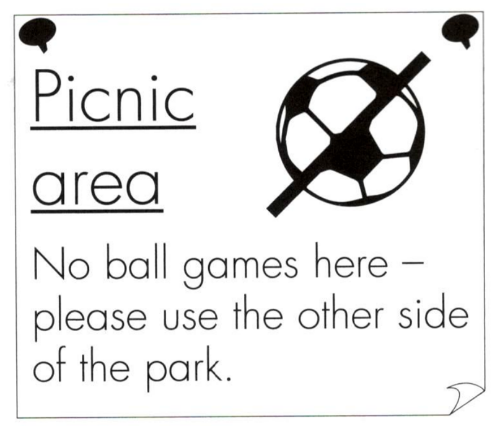 Picnic
area
No ball games here –
please use the other side
of the park.